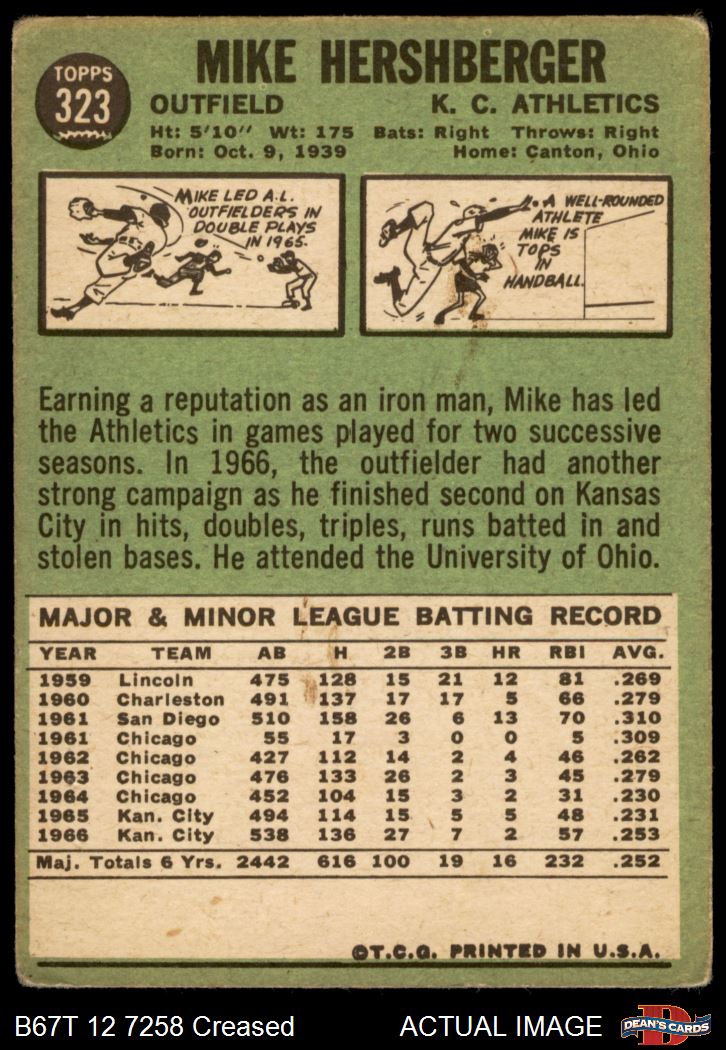 TOPPS
323
MIKE HERSHBERGER
OUTFIELD K. C. ATHLETICS
Ht: 5'10" Wt: 175 Bats: Right Throws: Right
Born: Oct. 9, 1939 Home: Canton, Ohio
MIKE LED A.L.
OUTFIELDERS IN
DOUBLE PLAYS
IN 1965.
A WELL-ROUNDED
ATHLETE
MIKE IS
TOPS
IN
HANDBALL.
Earning a reputation as an iron man, Mike has led
the Athletics in games played for two successive
seasons. In 1966, the outfielder had another
strong campaign as he finished second on Kansas
City in hits, doubles, triples, runs batted in and
stolen bases. He attended the University of Ohio.
MAJOR & MINOR LEAGUE BATTING RECORD
YEAR TEAM AB H 2B 3B HR RBI AVG.
1959 Lincoln 475 128 15 21 12 81 .269
1960 Charleston 491 137 17 17 5 66 .279
1961 San Diego 510 158 26 6 13 70 .310
1961 Chicago 55 17 3 0 0 5 .309
1962 Chicago 427 112 14 2 4 46 .262
1963 Chicago 476 133 26 2 3 45 .279
1964 Chicago 452 104 15 3 2 31 .230
1965 Kan. City 494 114 15 5 5 48 .231
1966 Kan. City 538 136 27 7 2 57 .253
Maj. Totals 6 Yrs. 2442 616 100 19 16 232 .252
©T.C.G. PRINTED IN U.S.A.
B67T 12 7258 Creased ACTUAL IMAGE
DEAN'S CARDS